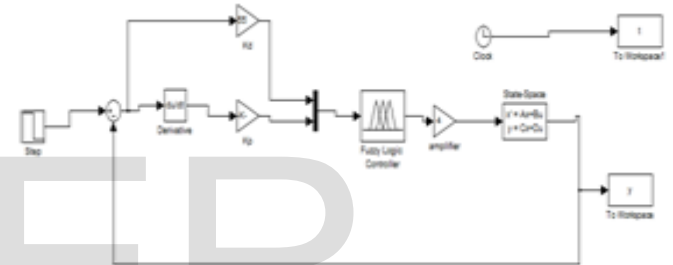 Kd
t
Clock
To Workspace1
Step
du/dt
Derivative
Kp
Fuzzy Logic
Controller
amplifier
State-Space
x' = Ax+Bu
y = Cx+Du
y
To Workspace